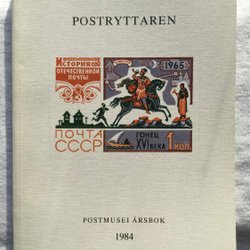 POSTRYTTAREN
ИСТОРИЯ
ОТЕЧЕСТВЕННОЙ
ПОЧТЫ
1965
ПОЧТА
СССР
ГОНЕЦ
XVI ВЕКА
1 КОП
POSTMUSEI ÅRSBOK
1984